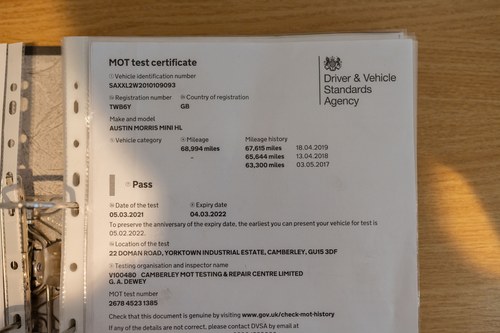 MOT test certificate
Driver & Vehicle
Standards
Agency
Vehicle identification number
SAXXL2W2010109093
Registration number Country of registration
TWB6Y GB
Make and model
AUSTIN MORRIS MINI HL
Vehicle category Mileage Mileage history
68,994 miles 67,615 miles 18.04.2019
- 65,644 miles 13.04.2018
63,300 miles 03.05.2017
Pass
Date of the test Expiry date
05.03.2021 04.03.2022
To preserve the anniversary of the expiry date, the earliest you can present your vehicle for test is
05.02.2022.
Location of the test
22 DOMAN ROAD, YORKTOWN INDUSTRIAL ESTATE, CAMBERLEY, GU15 3DF
Testing organisation and inspector name
V100480 CAMBERLEY MOT TESTING & REPAIR CENTRE LIMITED
G. A. DEWEY
MOT test number
2678 4523 1385
Check that this document is genuine by visiting www.gov.uk/check-mot-history
If any of the details are not correct, please contact DVSA by email at